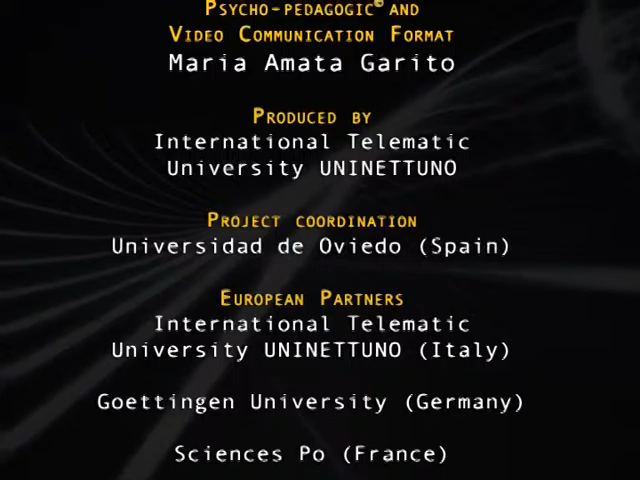 Psycho-pedagogic© and
Video Communication Format
Maria Amata Garito
Produced by
International Telematic
University UNINETTUNO
Project coordination
Universidad de Oviedo (Spain)
European Partners
International Telematic
University UNINETTUNO (Italy)
Goettingen University (Germany)
Sciences Po (France)